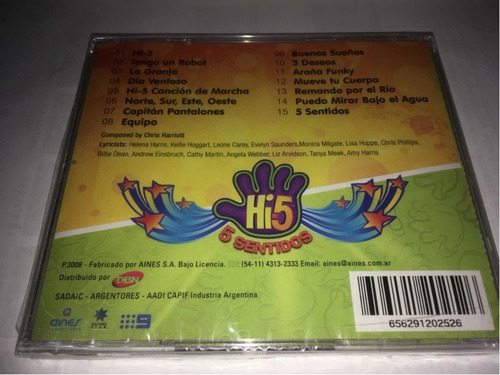 01 Hi-5
02 Tengo un Robot
03 La Granja
04 Día Ventoso
05 Hi-5 Canción de Marcha
06 Norte, Sur, Este, Oeste
07 Capitán Pantalones
08 Equipo
09 Buenos Sueños
10 3 Deseos
11 Araña Funky
12 Mueve tu Cuerpo
13 Remando por el Río
14 Puedo Mirar Bajo el Agua
15 5 Sentidos
Composed by Chris Harriott
Lyricists: Helena Harris, Kellie Hoggart, Leone Carey, Evelyn Saunders, Monica Milgate, Lisa Hoppe, Chris Phillips,
Billie Dean, Andrew Einsbruch, Cathy Martin, Angela Webber, Liz Arvidson, Tanya Meek, Amy Harris
Hi-5
5 SENTIDOS
P.2008 - Fabricado por AINES S.A. Bajo Licencia. (54-11) 4313-2333 Email: aines@aines.com.ar
Distribuido por DBN
SADAIC - ARGENTORES - AADI CAPIF Industria Argentina
aines
9
656291202526